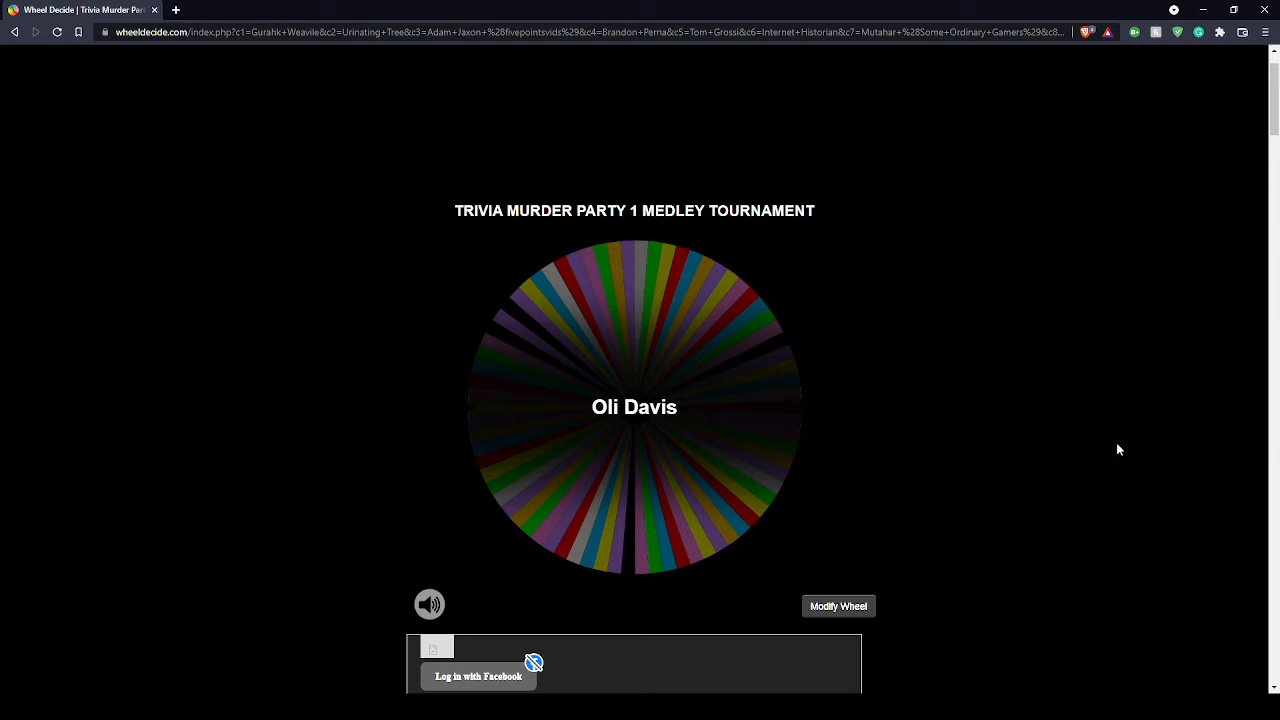 Wheel Decide | Trivia Murder Par
wheeldecide.com/index.php?c1=Gurahk+Weavile&c2=Urinating+Tree&c3=Adam+Jaxon+%28fivepointsvids%29&c4=Brandon+Perna&c5=Tom+Grossi&c6=Internet+Historian&c7=Mutahar+%28Some+Ordinary+Gamers%29&c8...
TRIVIA MURDER PARTY 1 MEDLEY TOURNAMENT
Oli Davis
Modify Wheel
Log in with Facebook